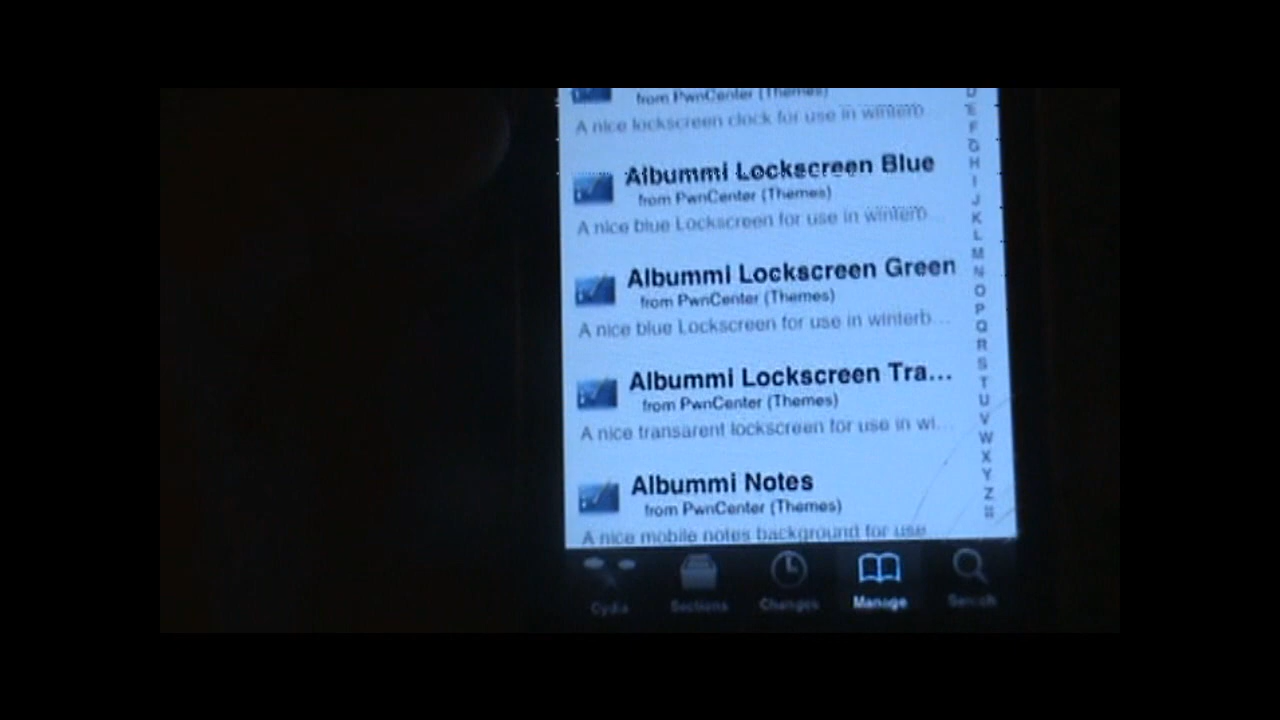 from PwnCenter (Themes)
A nice lockscreen clock for use in winterb...
Albummi Lockscreen Blue
from PwnCenter (Themes)
A nice blue Lockscreen for use in winterb...
Albummi Lockscreen Green
from PwnCenter (Themes)
A nice blue Lockscreen for use in winterb...
Albummi Lockscreen Tra...
from PwnCenter (Themes)
A nice transarent lockscreen for use in wi...
Albummi Notes
from PwnCenter (Themes)
A nice mobile notes background for use
D
E
F
G
H
I
J
K
L
M
N
O
P
Q
R
S
T
U
V
W
X
Y
Z
#
Cydia
Sections
Changes
Manage
Search